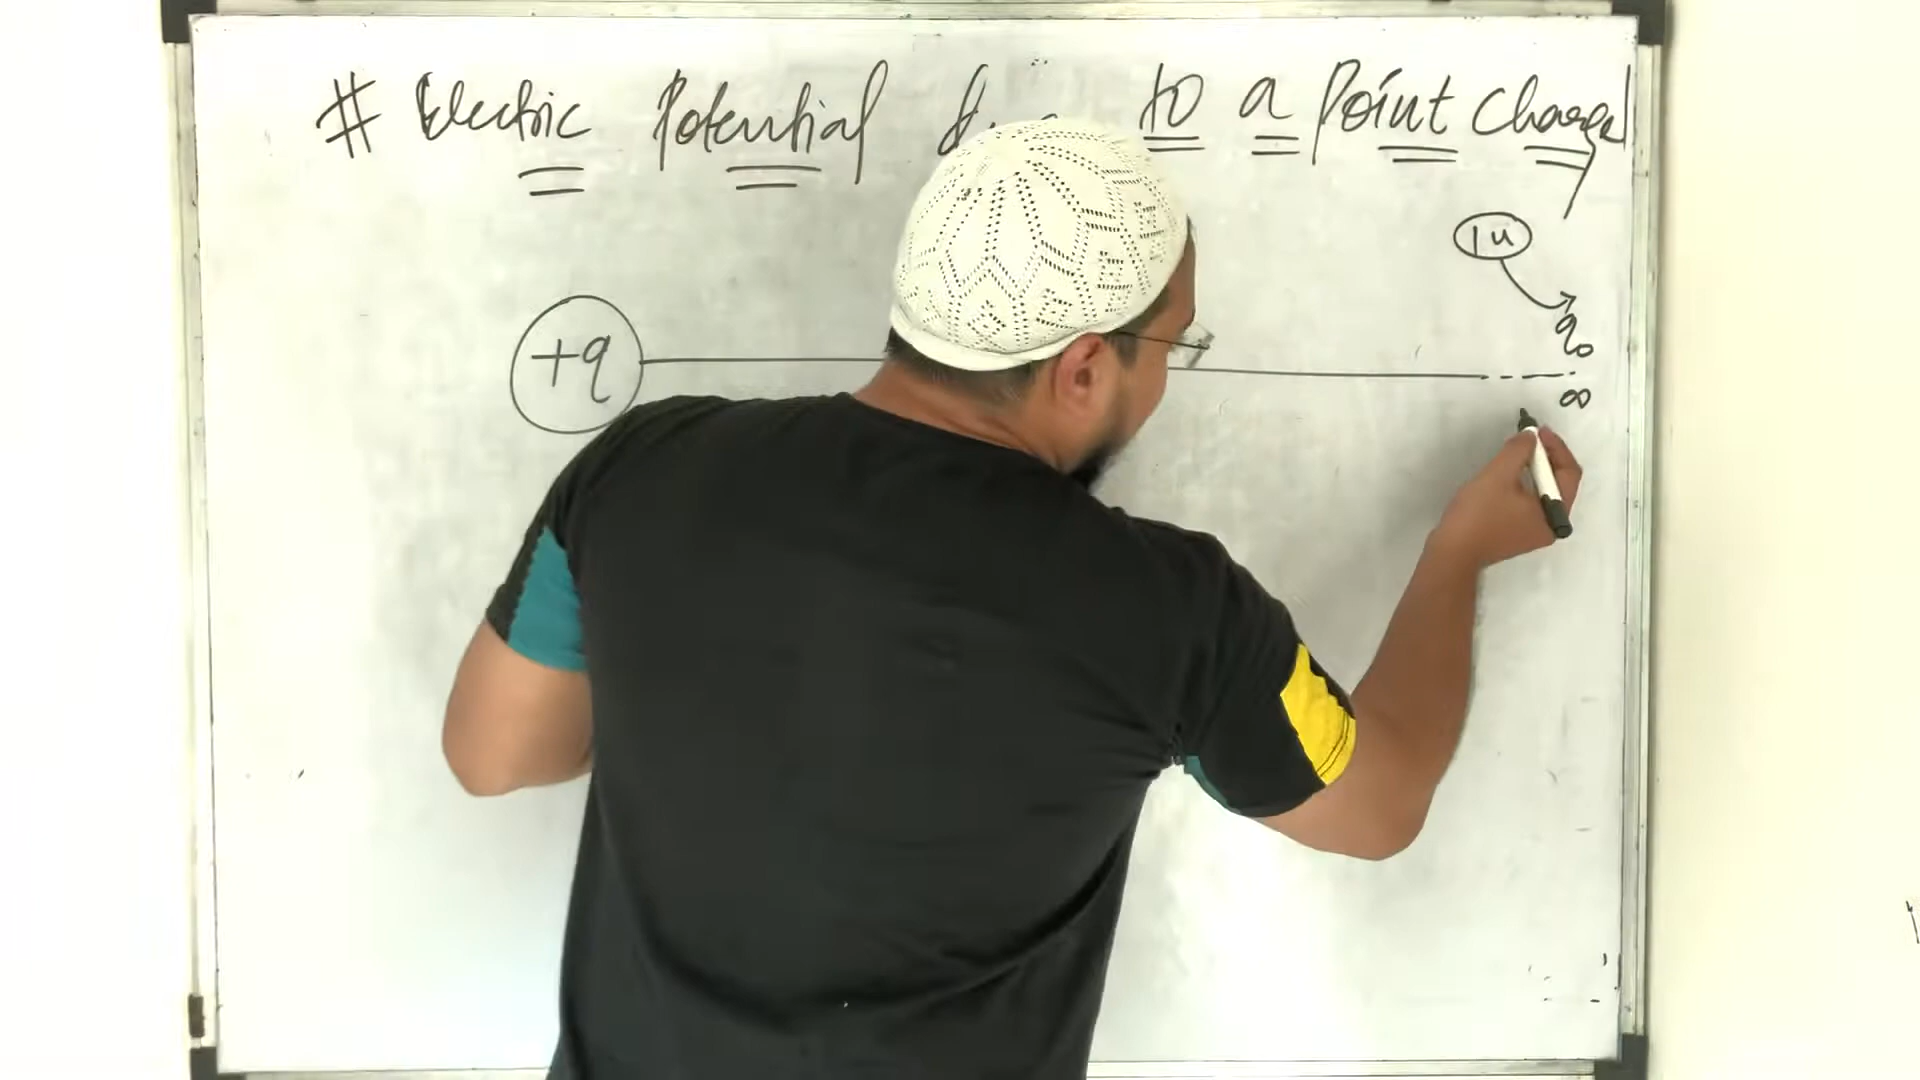 # Electric Potential to a Point Charge
1u
+q
q₀
∞